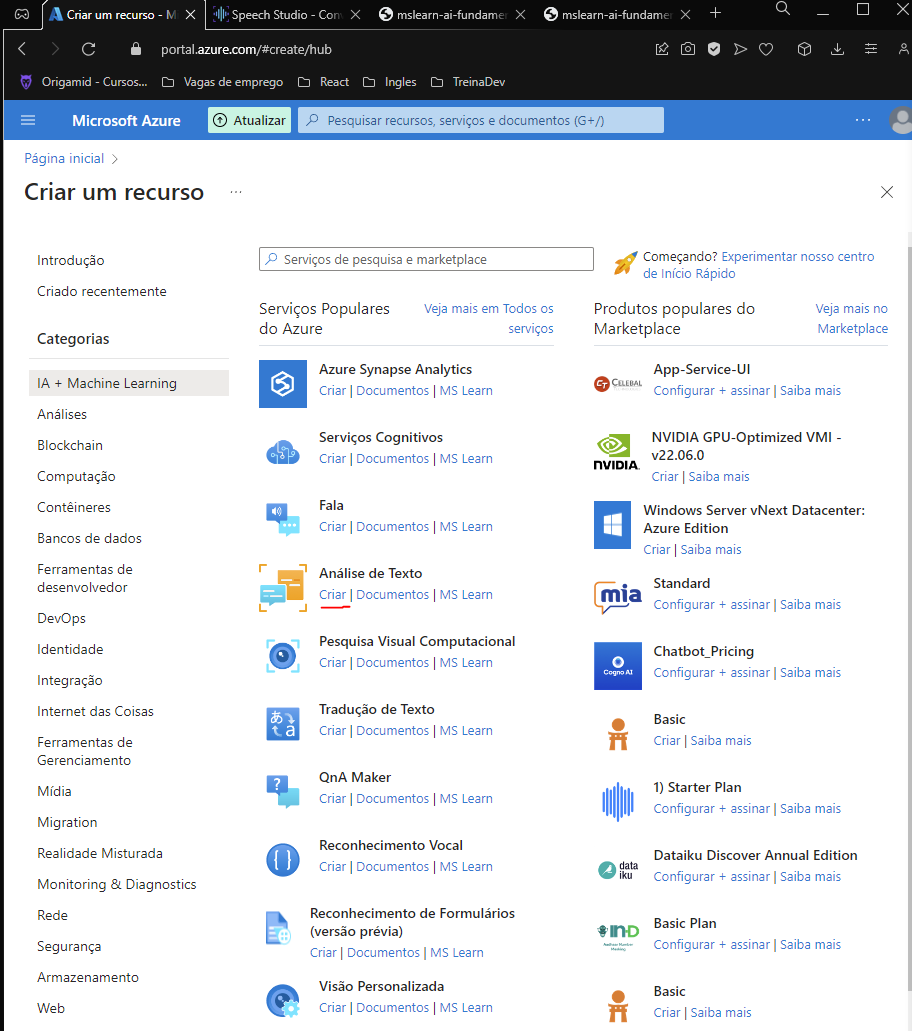 Criar um recurso - M
Speech Studio - Con
mslearn-ai-fundamen
mslearn-ai-fundamen
portal.azure.com/#create/hub
Origamid - Cursos...
Vagas de emprego
React
Ingles
TreinaDev
Microsoft Azure
Atualizar
Pesquisar recursos, serviços e documentos (G+/)
Página inicial
Criar um recurso
Introdução
Criado recentemente
Categorias
IA + Machine Learning
Análises
Blockchain
Computação
Contêineres
Bancos de dados
Ferramentas de
desenvolvedor
DevOps
Identidade
Integração
Internet das Coisas
Ferramentas de
Gerenciamento
Mídia
Migration
Realidade Misturada
Monitoring & Diagnostics
Rede
Segurança
Armazenamento
Web
Serviços de pesquisa e marketplace
Começando? Experimentar nosso centro
de Início Rápido
Serviços Populares
do Azure
Veja mais em Todos os
serviços
Azure Synapse Analytics
Criar | Documentos | MS Learn
Serviços Cognitivos
Criar | Documentos | MS Learn
Fala
Criar | Documentos | MS Learn
Análise de Texto
Criar | Documentos | MS Learn
Pesquisa Visual Computacional
Criar | Documentos | MS Learn
Tradução de Texto
Criar | Documentos | MS Learn
QnA Maker
Criar | Documentos | MS Learn
Reconhecimento Vocal
Criar | Documentos | MS Learn
Reconhecimento de Formulários
(versão prévia)
Criar | Documentos | MS Learn
Visão Personalizada
Criar | Documentos | MS Learn
Produtos populares do
Marketplace
Veja mais no
Marketplace
CT CELEBAL
App-Service-UI
Configurar + assinar | Saiba mais
NVIDIA.
NVIDIA GPU-Optimized VMI -
v22.06.0
Criar | Saiba mais
Windows Server vNext Datacenter:
Azure Edition
Criar | Saiba mais
mia
Standard
Configurar + assinar | Saiba mais
Cogno AI
Chatbot_Pricing
Configurar + assinar | Saiba mais
Basic
Criar | Saiba mais
1) Starter Plan
Configurar + assinar | Saiba mais
data
iku
Dataiku Discover Annual Edition
Configurar + assinar | Saiba mais
Basic Plan
Configurar + assinar | Saiba mais
Basic
Criar | Saiba mais